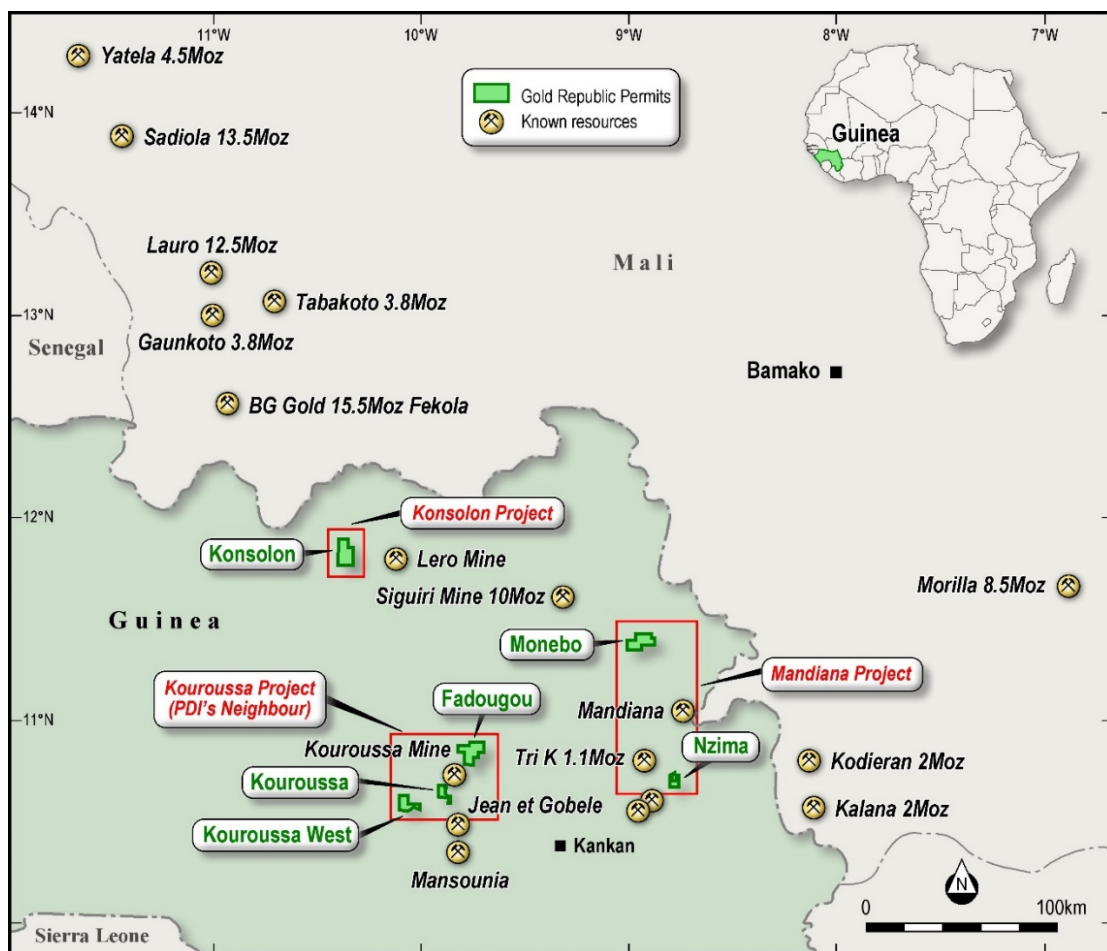 11°W
10°W
9°W
8°W
7°W
Yatela 4.5Moz
14°N
Gold Republic Permits
Known resources
Guinea
Sadiola 13.5Moz
Lauro 12.5Moz
Mali
Tabakoto 3.8Moz
13°N
Gaunkoto 3.8Moz
Senegal
Bamako
BG Gold 15.5Moz Fekola
12°N
Konsolon Project
Konsolon
Lero Mine
Siguiri Mine 10Moz
Morilla 8.5Moz
Guinea
Monebo
Kouroussa Project
(PDI's Neighbour)
Mandiana Project
Fadougou
11°N
Mandiana
Kouroussa Mine
Tri K 1.1Moz
Nzima
Kodieran 2Moz
Kouroussa
Jean et Gobele
Kalana 2Moz
Kouroussa West
Kankan
Mansounia
N
0
100km
Sierra Leone